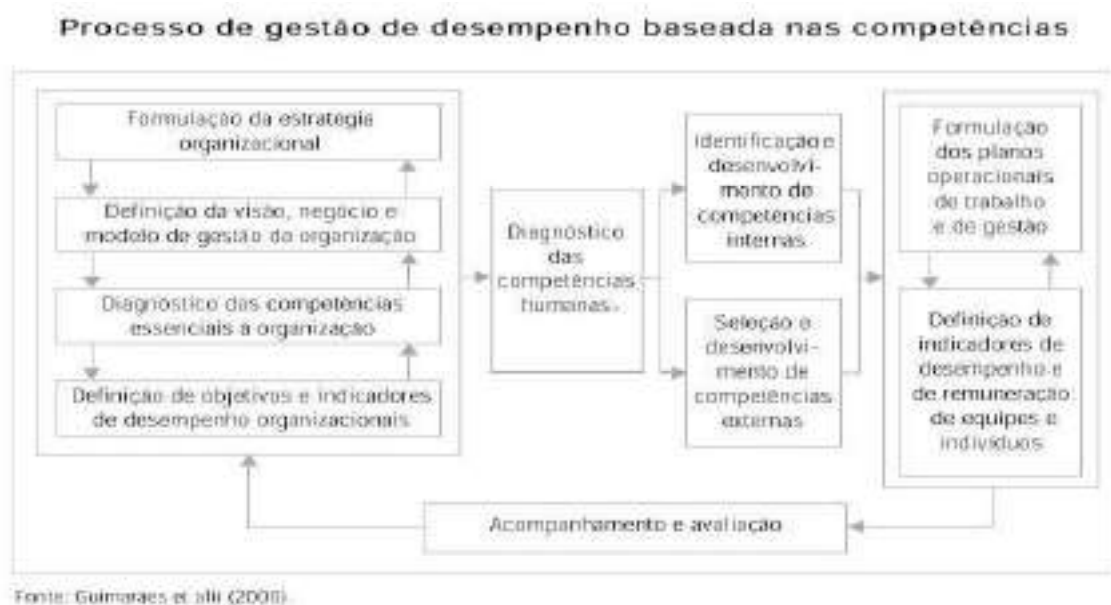 Processo de gestão de desempenho baseada nas competências
Formulação da estratégia
organizacional
Definição da visão, negócio e
modelo de gestão da organização
Diagnóstico das competências
essenciais à organização
Definição de objetivos e indicadores
de desempenho organizacionais
Diagnóstico
das
competências
humanas
Identificação e
desenvolvi-
mento de
competências
internas
Seleção e
desenvolvi-
mento de
competências
externas
Formulação
dos planos
operacionais
de trabalho
e de gestão
Definição de
indicadores de
desempenho e
de remuneração
de equipes e
indivíduos
Acompanhamento e avaliação
Fonte: Guimarães et alii